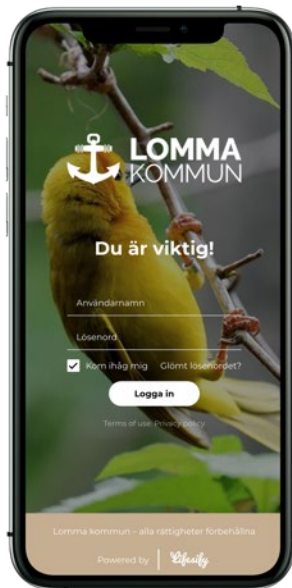 LOMMA
KOMMUN
Du är viktig!
Användarnamn
Lösenord
Kom ihåg mig Glömt lösenordet?
Logga in
Terms of use. Privacy policy
Lomma kommun – alla rättigheter förbehållna
Powered by Lifesify